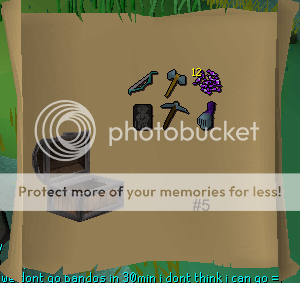 12
photobucket
Protect more of your memories for less!
#5
we dont go bandos in 30min i dont think i can go =